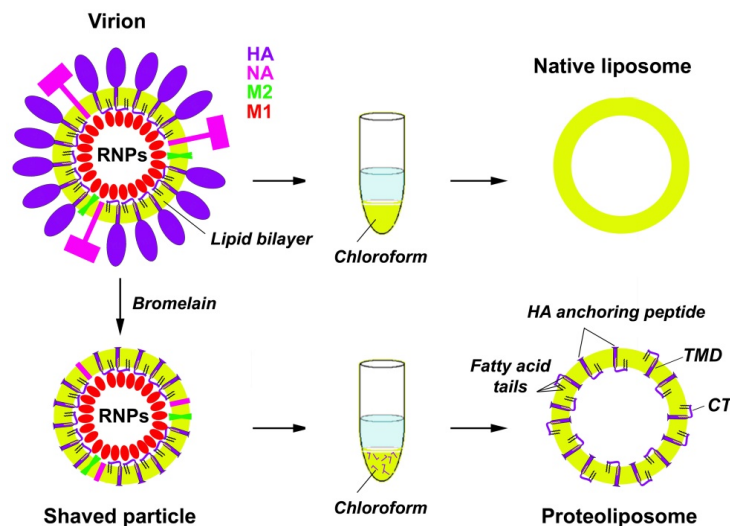 Virion
HA
NA
M2
M1
Native liposome
RNPs
Lipid bilayer
Chloroform
Bromelain
HA anchoring peptide
Fatty acid
tails
TMD
CT
RNPs
Chloroform
Shaved particle
Proteoliposome